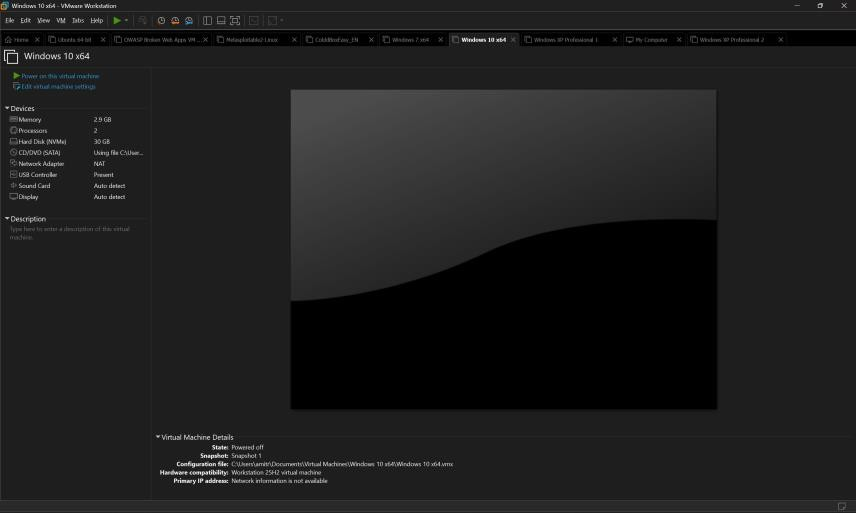 Windows 10 x64 - VMware Workstation
File Edit View VM Tabs Help
Home
Ubuntu 64 bit
OWASP Broken Web Apps VM ...
Metasploitable2 Linux
ColddBoxEasy_EN
Windows 7 x64
Windows 10 x64
Windows XP Professional 1
My Computer
Windows XP Professional 2
Windows 10 x64
Power on this virtual machine
Edit virtual machine settings
Devices
Memory 2.9 GB
Processors 2
Hard Disk (NVMe) 30 GB
CD/DVD (SATA) Using file C:\User...
Network Adapter NAT
USB Controller Present
Sound Card Auto detect
Display Auto detect
Description
Type here to enter a description of this virtual
machine.
Virtual Machine Details
State: Powered off
Snapshot: Snapshot 1
Configuration file: C:\Users\amitr\Documents\Virtual Machines\Windows 10 x64\Windows 10 x64.vmx
Hardware compatibility: Workstation 25H2 virtual machine
Primary IP address: Network information is not available